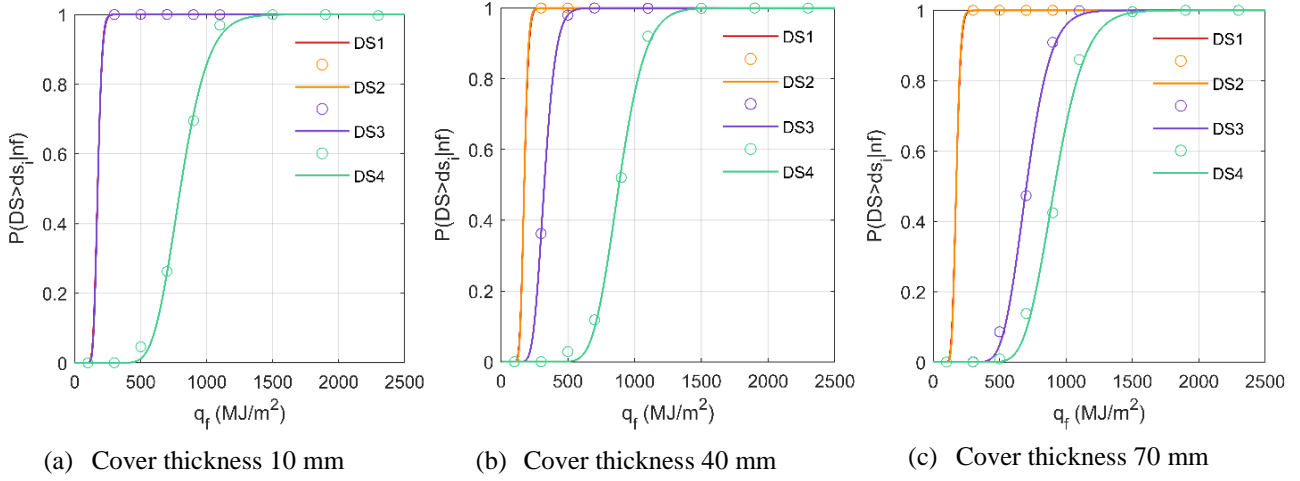 1
0.8
0.6
0.4
0.2
0
P(DS>ds_i|nf)
0 500 1000 1500 2000 2500
q_f (MJ/m²)
DS1
DS2
DS3
DS4
(a) Cover thickness 10 mm
1
0.8
0.6
0.4
0.2
0
P(DS>ds_i|nf)
0 500 1000 1500 2000 2500
q_f (MJ/m²)
DS1
DS2
DS3
DS4
(b) Cover thickness 40 mm
1
0.8
0.6
0.4
0.2
0
P(DS>ds_i|nf)
0 500 1000 1500 2000 2500
q_f (MJ/m²)
DS1
DS2
DS3
DS4
(c) Cover thickness 70 mm